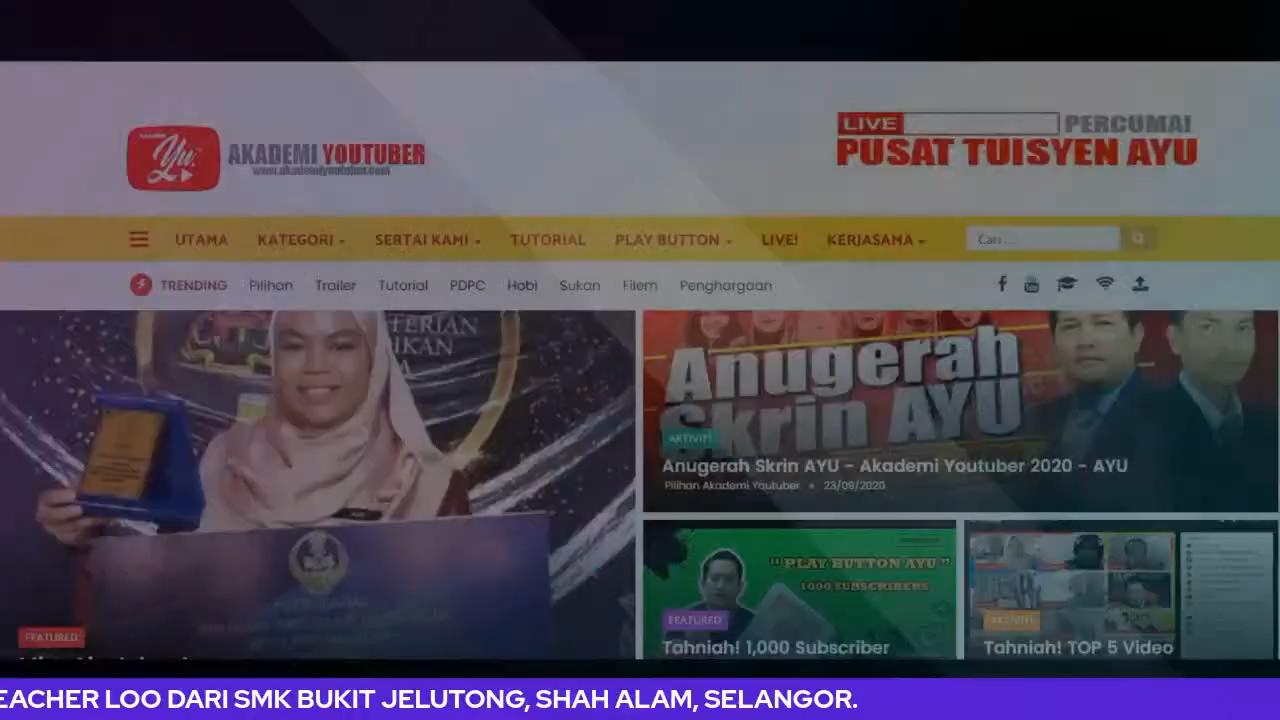 AKADEMI YOUTUBER
www.akademiyoutuber.com
LIVE PERCUMA!
PUSAT TUISYEN AYU
UTAMA KATEGORI SERTAI KAMI TUTORIAL PLAY BUTTON LIVE! KERJASAMA Cari ...
TRENDING Pilihan Trailer Tutorial PDPC Hobi Sukan Filem Penghargaan
Anugerah
Skrin AYU
AKTIVITI
Anugerah Skrin AYU - Akademi Youtuber 2020 - AYU
Pilihan Akademi Youtuber 23/09/2020
"PLAY BUTTON AYU"
1000 SUBSCRIBERS
FEATURED
Tahniah! 1,000 Subscriber
AKTIVITI
Tahniah! TOP 5 Video
FEATURED
EACHER LOO DARI SMK BUKIT JELUTONG, SHAH ALAM, SELANGOR.